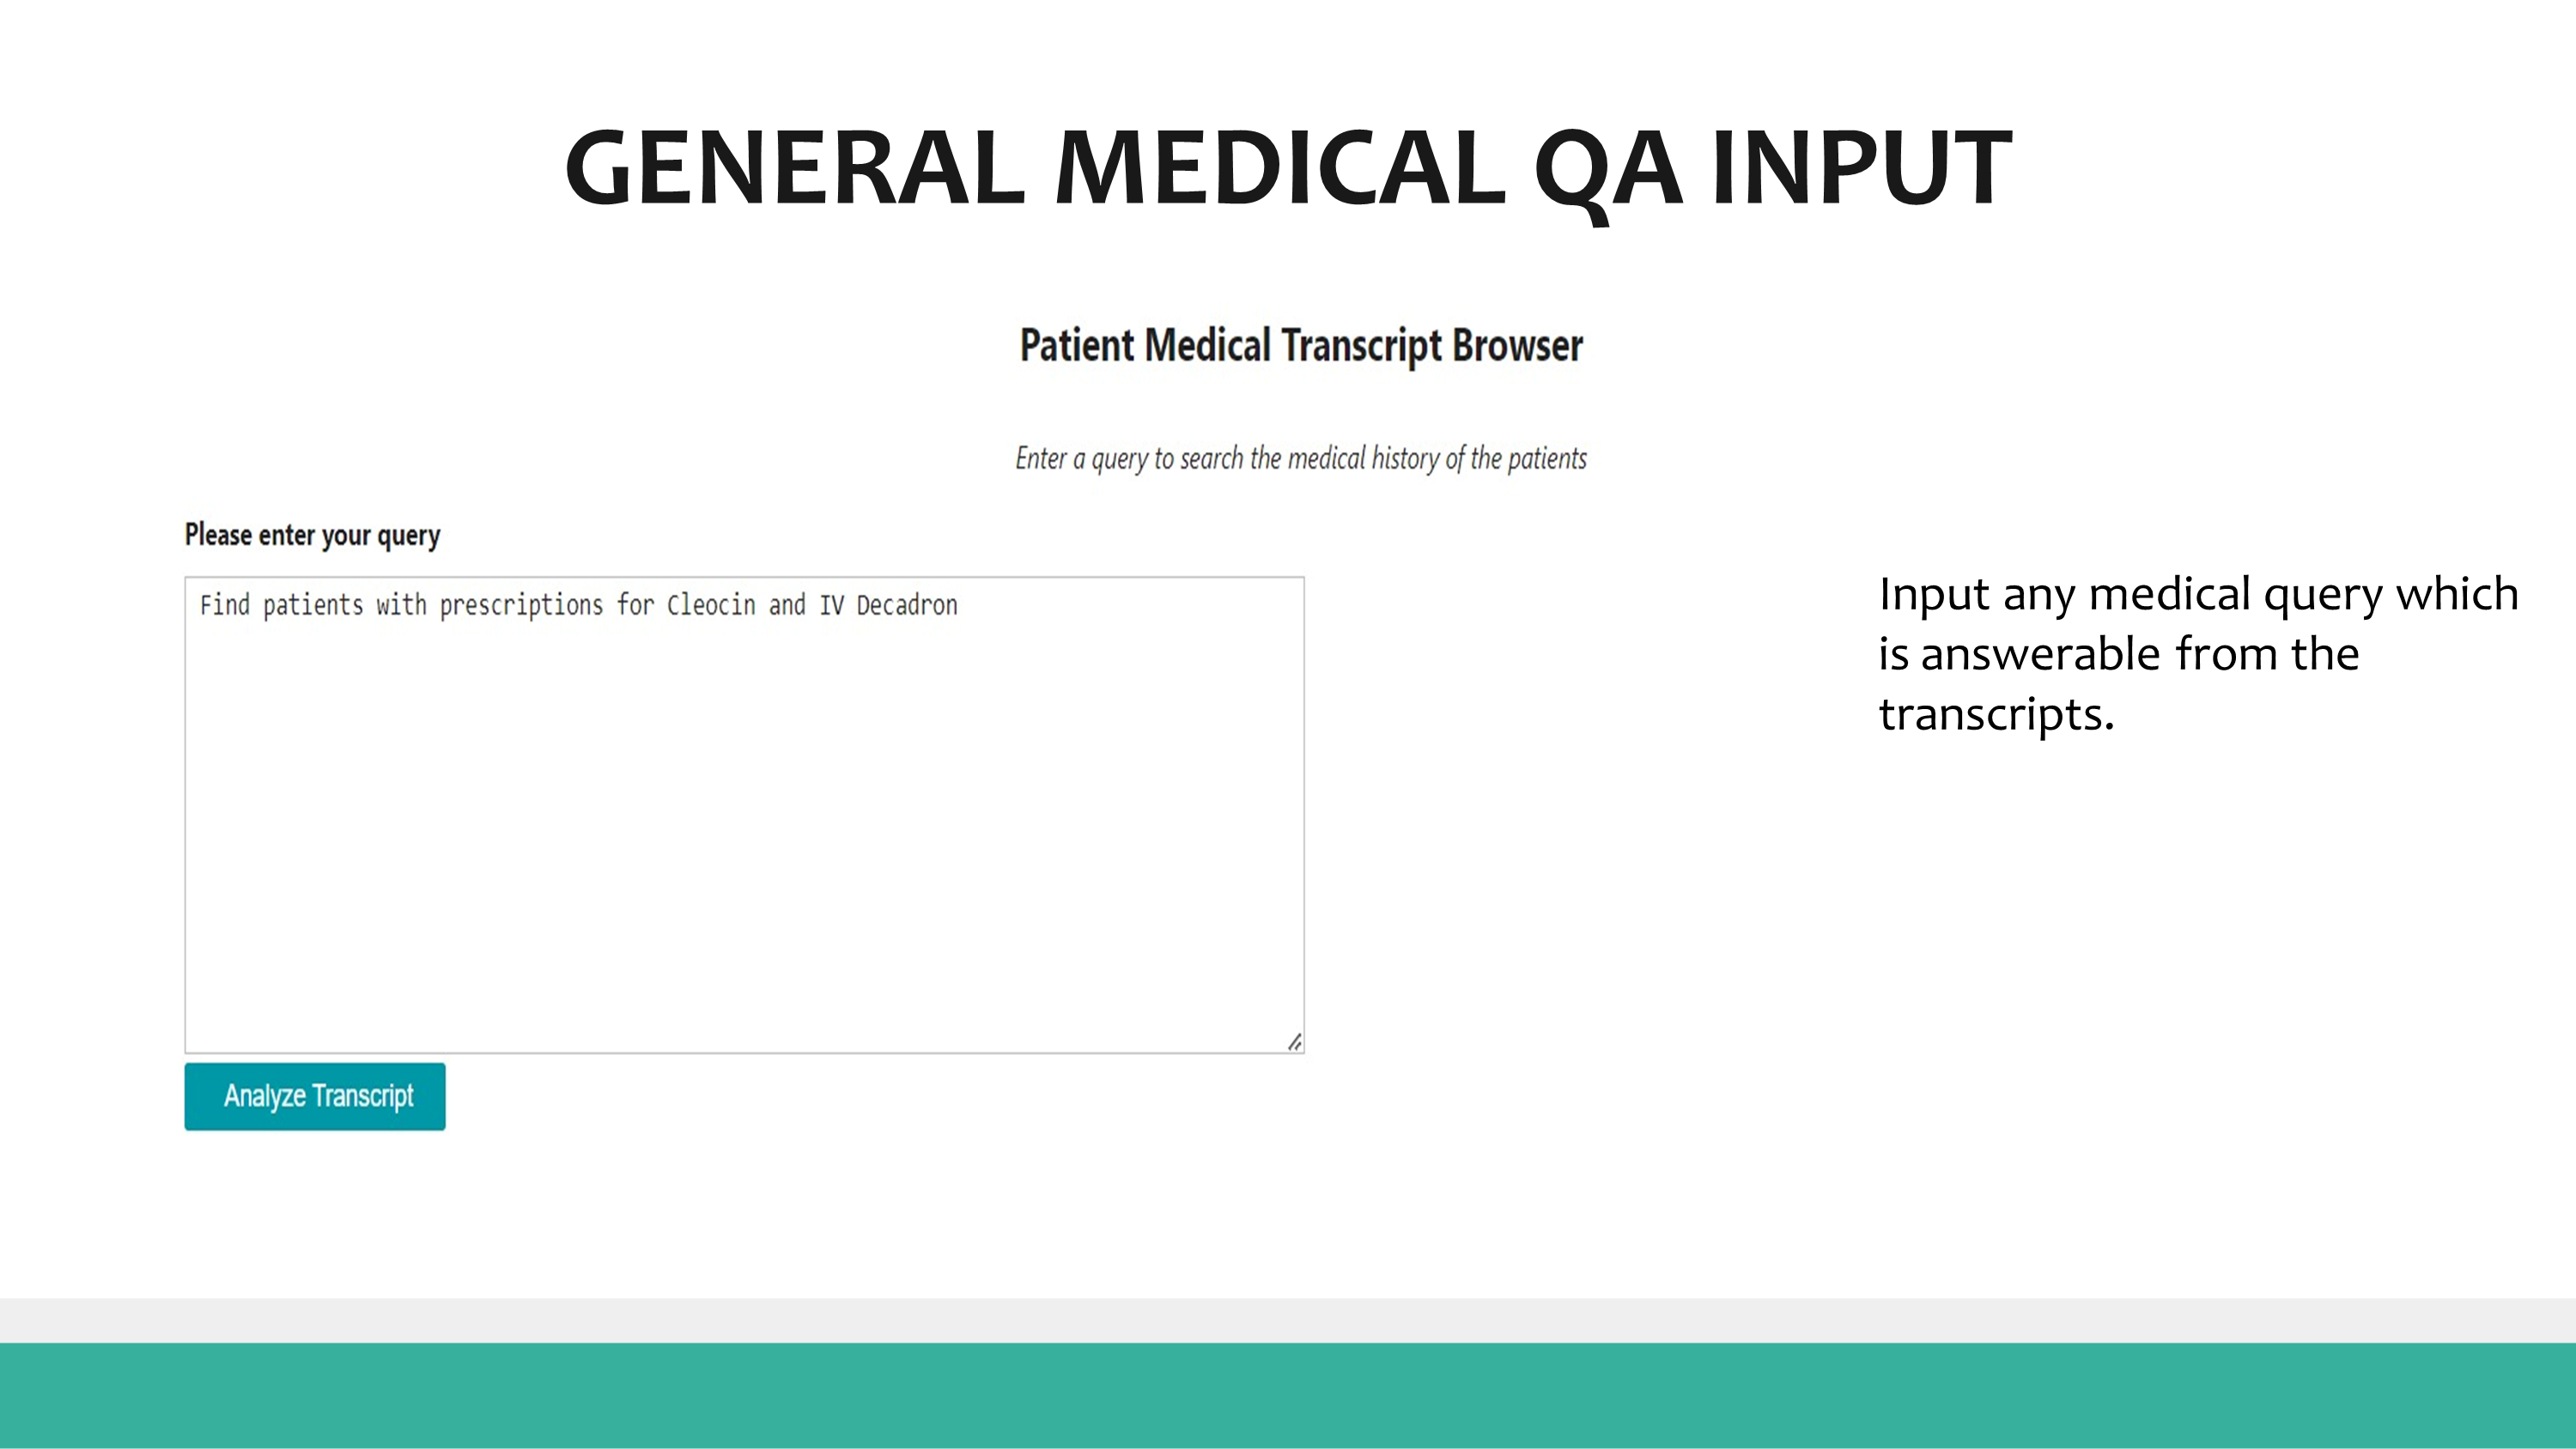 GENERAL MEDICAL QA INPUT
Patient Medical Transcript Browser
Enter a query to search the medical history of the patients
Please enter your query
Find patients with prescriptions for Cleocin and IV Decadron
Analyze Transcript
Input any medical query which
is answerable from the
transcripts.